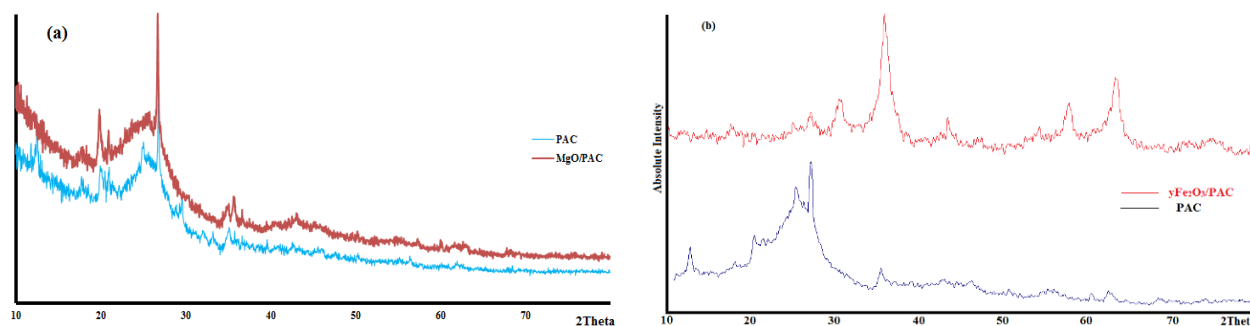 (a)
PAC
MgO/PAC
10 20 30 40 50 60 70
2Theta
(b)
Absolute Intensity
yFe₂O₃/PAC
PAC
10 20 30 40 50 60 70
2Theta